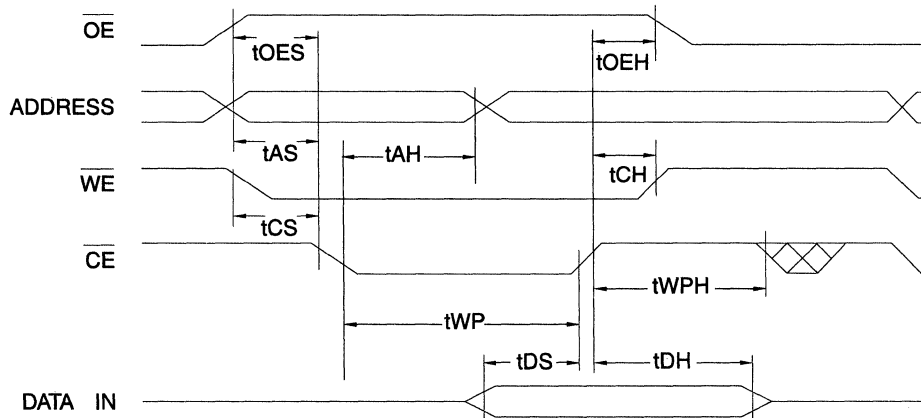 OE
tOES
tOEH
ADDRESS
tAS
tAH
WE
tCH
tCS
CE
tWPH
tWP
tDS
tDH
DATA IN